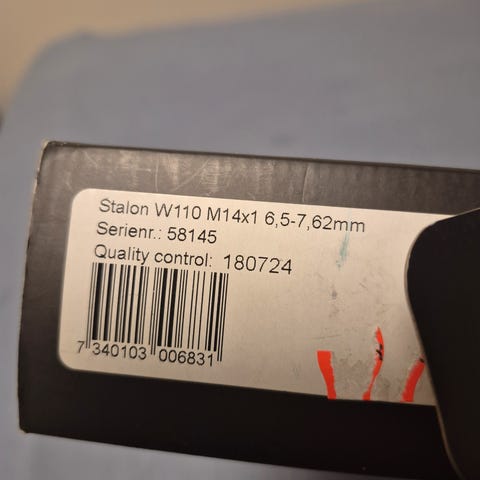 Stalon W110 M14x1 6,5-7,62mm
Serienr.: 58145
Quality control: 180724
7 340103 006831